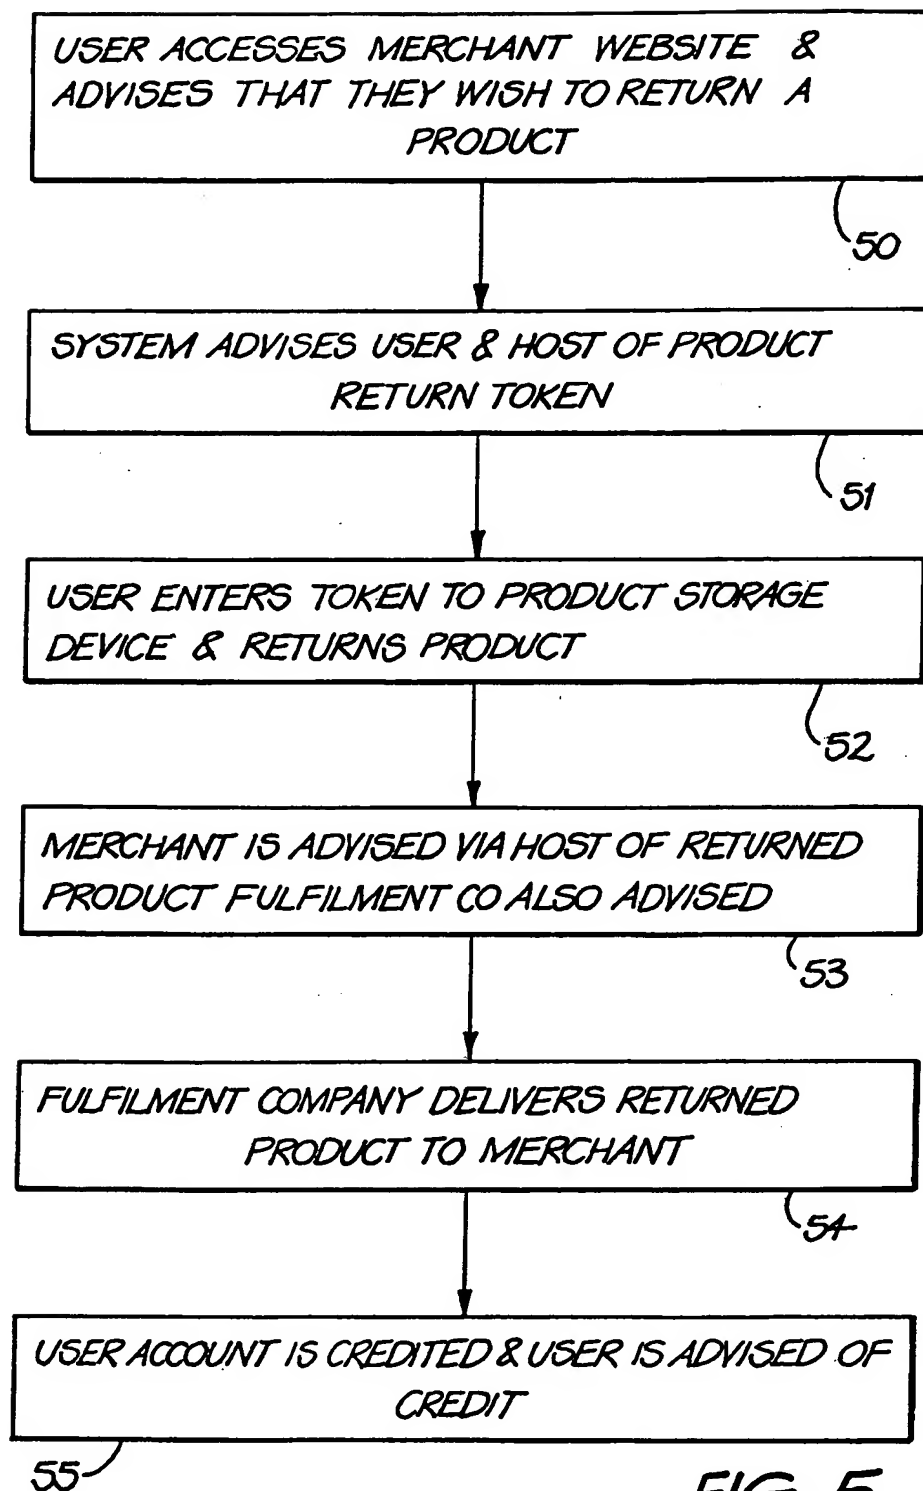 USER ACCESSES MERCHANT WEBSITE &
ADVISES THAT THEY WISH TO RETURN A
PRODUCT
50
SYSTEM ADVISES USER & HOST OF PRODUCT
RETURN TOKEN
51
USER ENTERS TOKEN TO PRODUCT STORAGE
DEVICE & RETURNS PRODUCT
52
MERCHANT IS ADVISED VIA HOST OF RETURNED
PRODUCT FULFILMENT CO ALSO ADVISED
53
FULFILMENT COMPANY DELIVERS RETURNED
PRODUCT TO MERCHANT
54
USER ACCOUNT IS CREDITED & USER IS ADVISED OF
CREDIT
55
FIG. 5